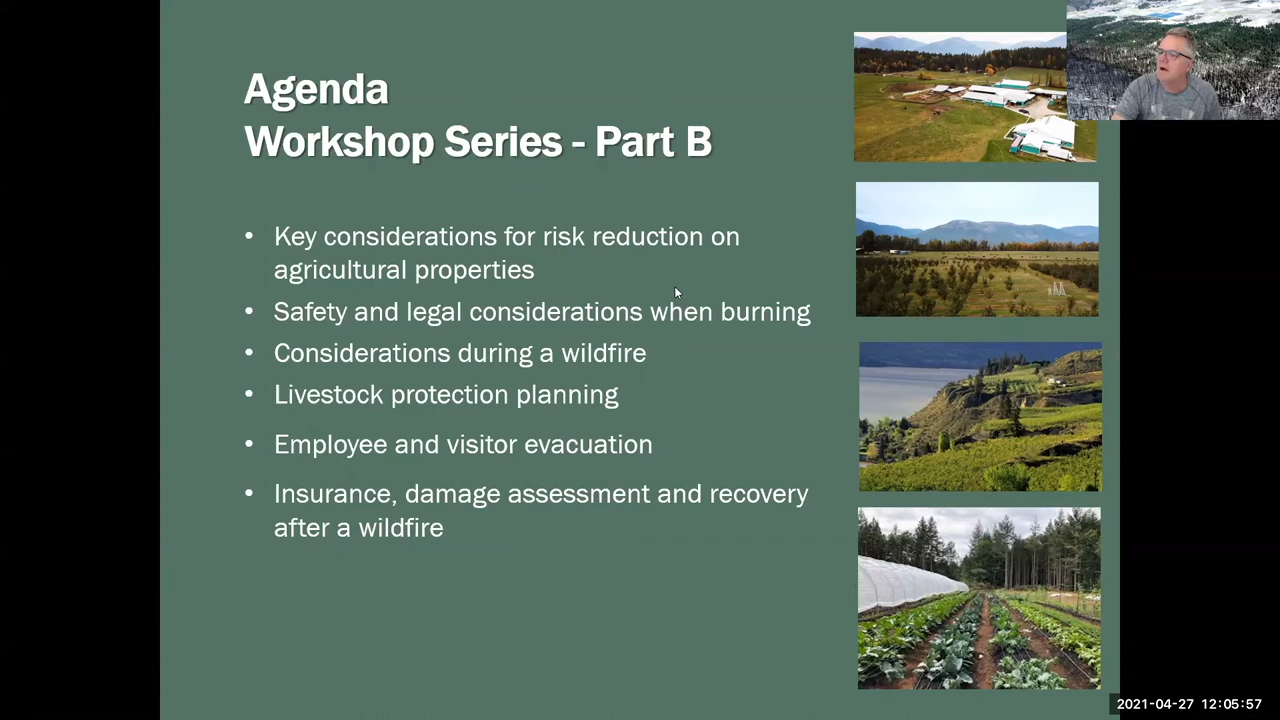 Agenda
Workshop Series - Part B
• Key considerations for risk reduction on
agricultural properties
• Safety and legal considerations when burning
• Considerations during a wildfire
• Livestock protection planning
• Employee and visitor evacuation
• Insurance, damage assessment and recovery
after a wildfire
2021-04-27 12:05:57